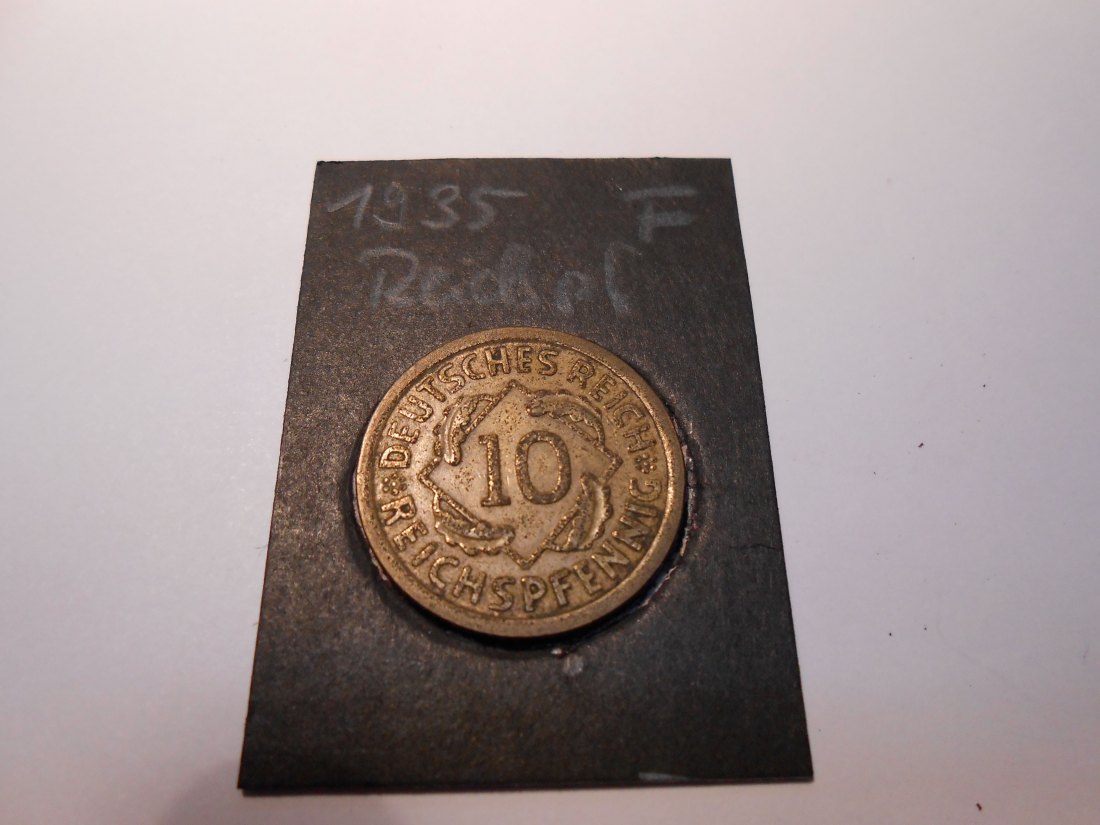 1935 F
Reichspf
DEUTSCHES REICH
10
REICHSPFENNIG